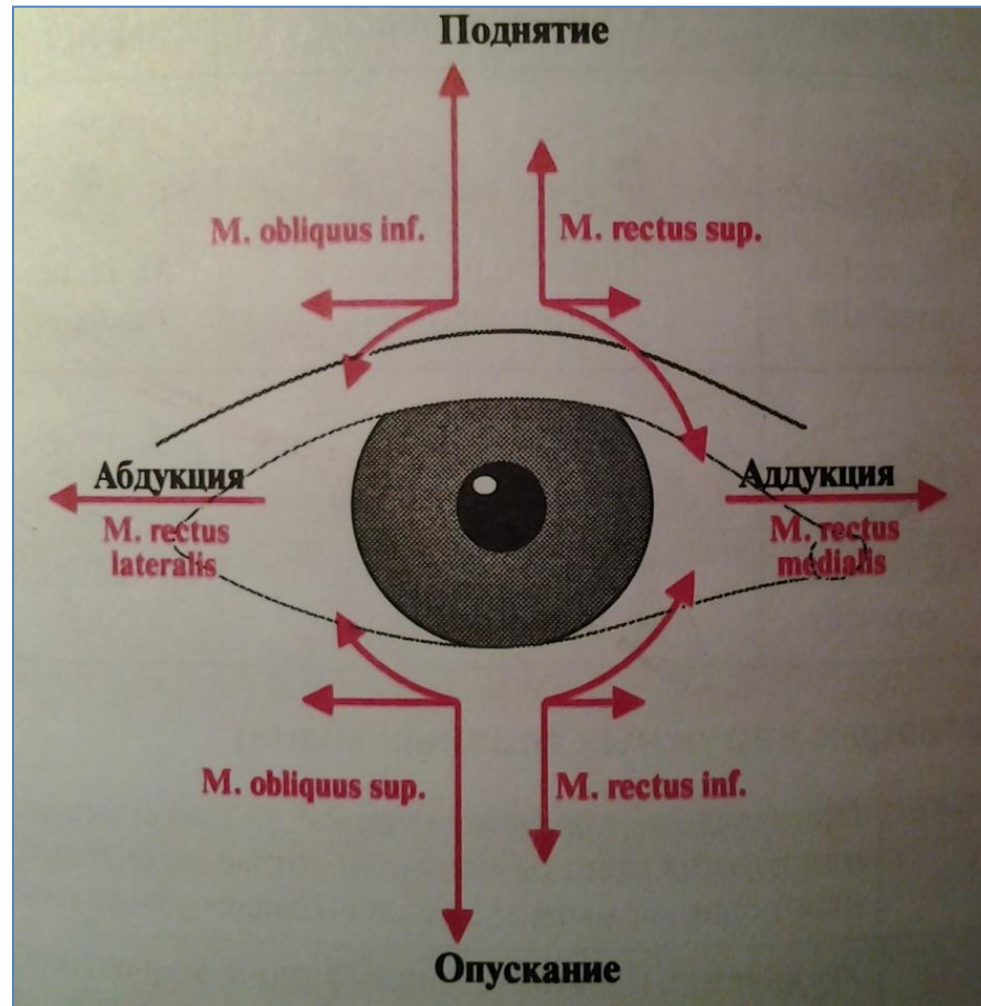 Поднятие
M. obliquus inf.
M. rectus sup.
Абдукция
M. rectus
lateralis
Аддукция
M. rectus
medialis
M. obliquus sup.
M. rectus inf.
Опускание